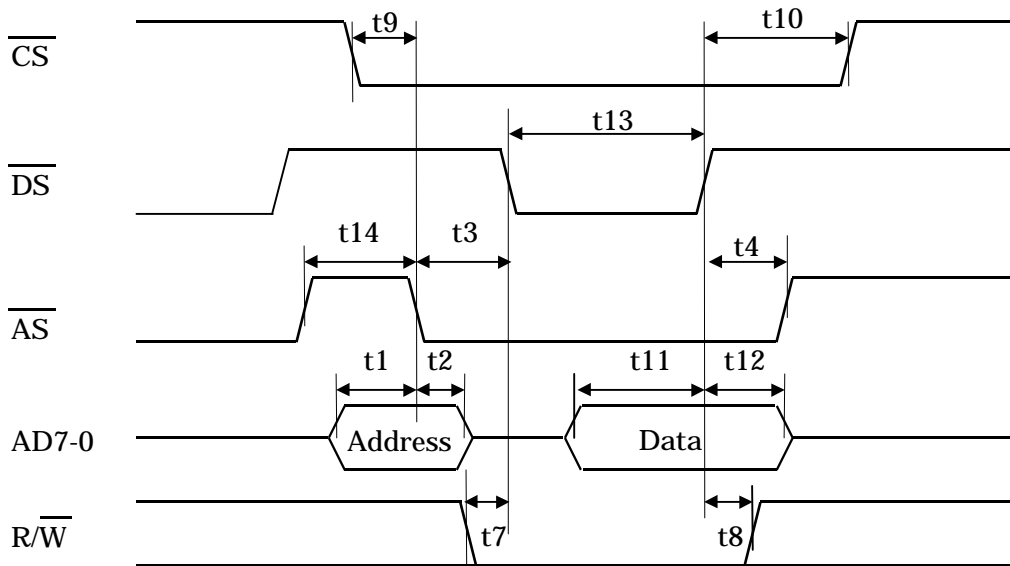 t9 t10
CS
t13
DS
t14 t3 t4
AS
t1 t2 t11 t12
AD7-0 Address Data
R/W t7 t8